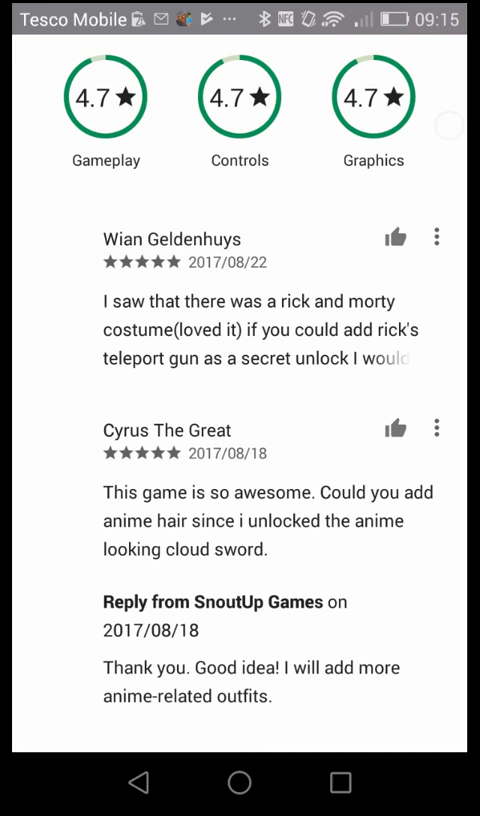 Tesco Mobile NFC 09:15
4.7★ 4.7★ 4.7★
Gameplay Controls Graphics
Wian Geldenhuys
★★★★★ 2017/08/22
I saw that there was a rick and morty
costume(loved it) if you could add rick's
teleport gun as a secret unlock I would
Cyrus The Great
★★★★★ 2017/08/18
This game is so awesome. Could you add
anime hair since i unlocked the anime
looking cloud sword.
Reply from SnoutUp Games on
2017/08/18
Thank you. Good idea! I will add more
anime-related outfits.